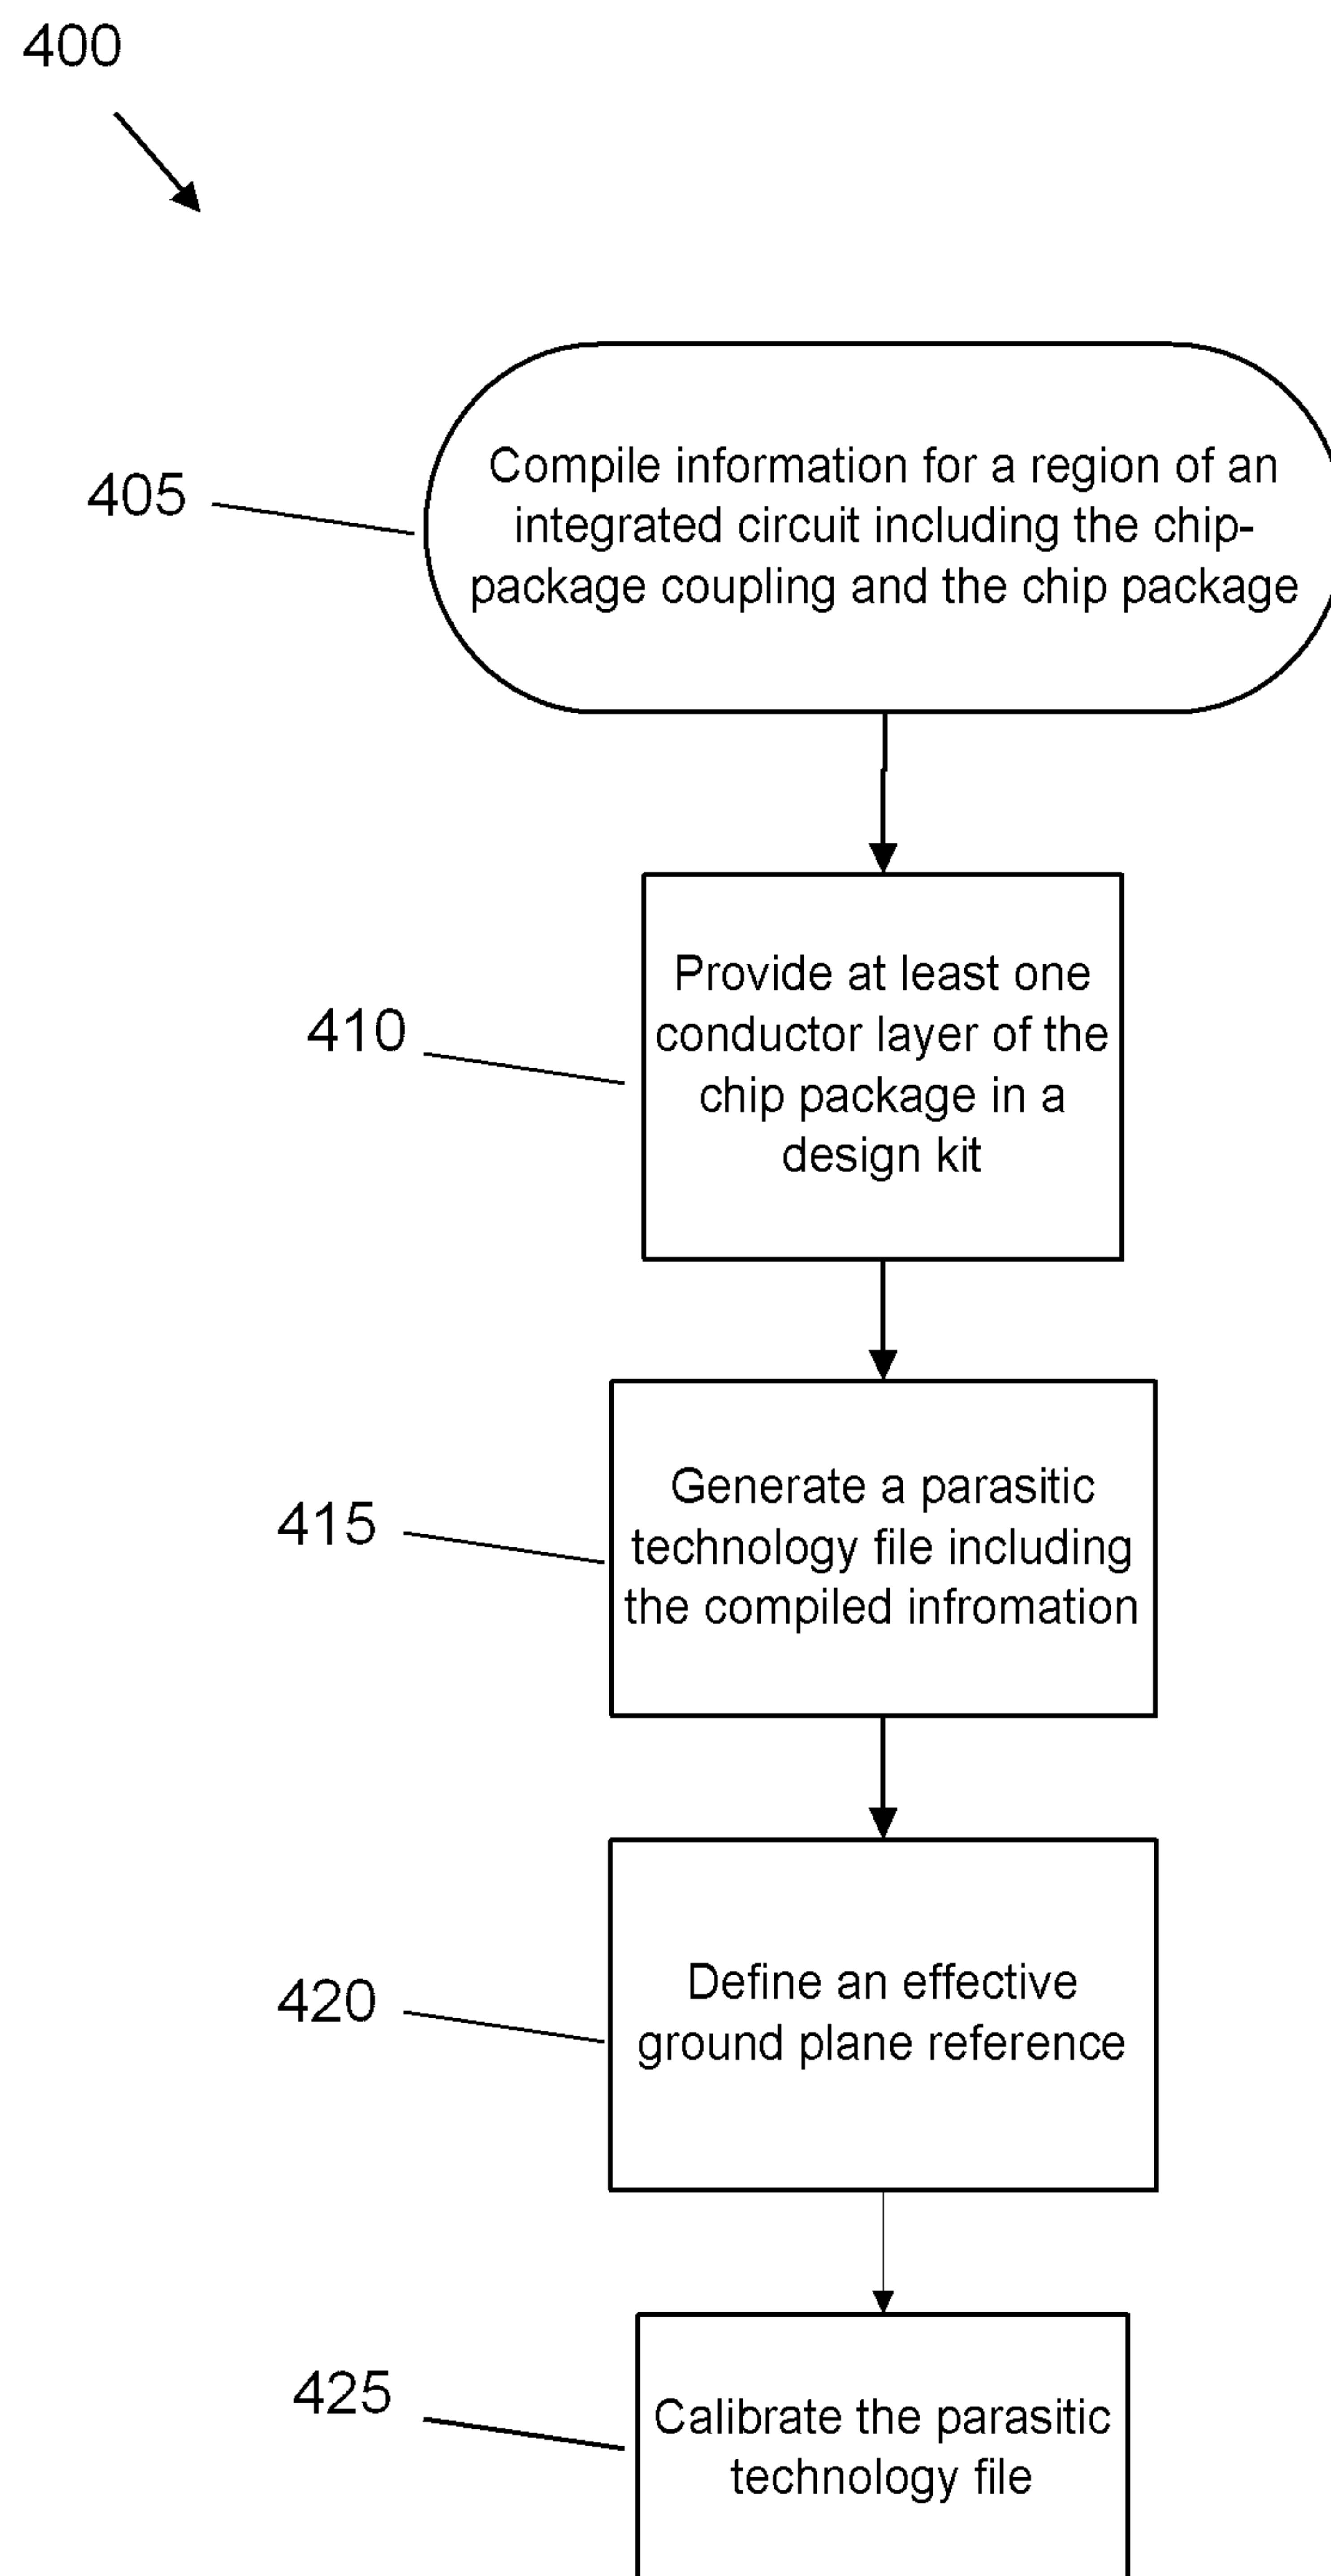 400
405
Compile information for a region of an
integrated circuit including the chip-
package coupling and the chip package
410
Provide at least one
conductor layer of the
chip package in a
design kit
415
Generate a parasitic
technology file including
the compiled infromation
420
Define an effective
ground plane reference
425
Calibrate the parasitic
technology file